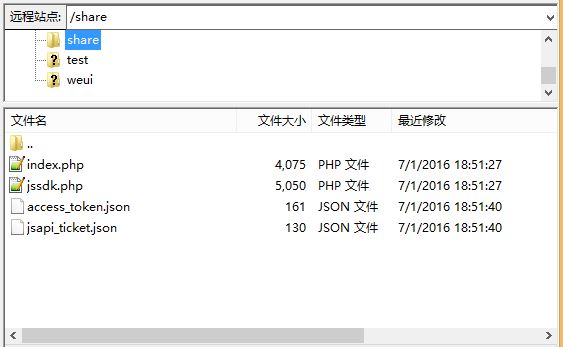 远程站点: /share
share
? test
? weui
文件名 文件大小 文件类型 最近修改
..
index.php 4,075 PHP 文件 7/1/2016 18:51:27
jssdk.php 5,050 PHP 文件 7/1/2016 18:51:27
access_token.json 161 JSON 文件 7/1/2016 18:51:40
jsapi_ticket.json 130 JSON 文件 7/1/2016 18:51:40